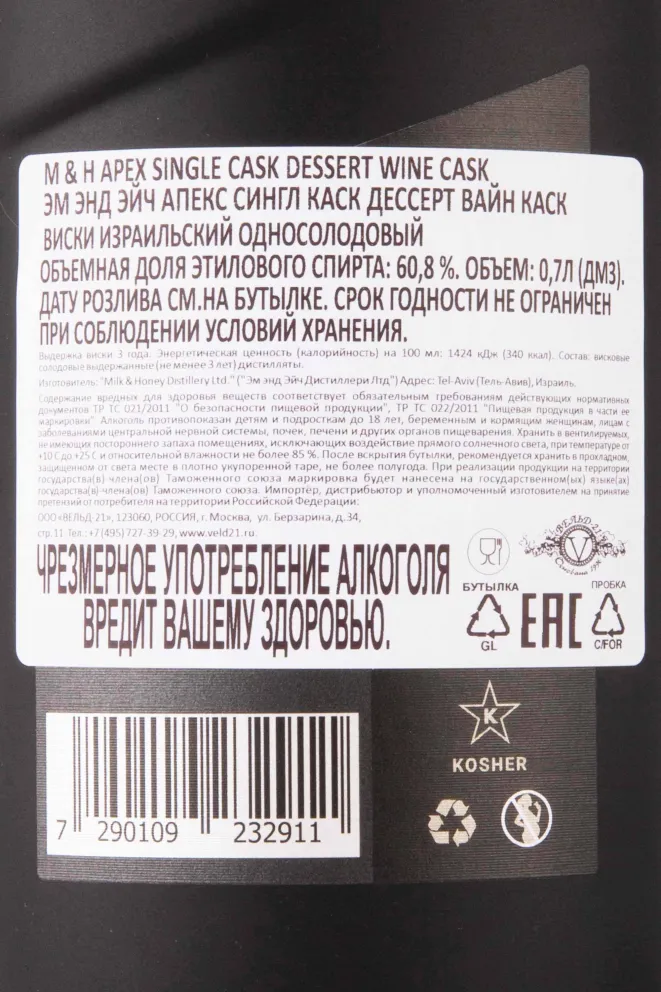 M & H APEX SINGLE CASK DESSERT WINE CASK
ЭМ ЭНД ЭЙЧ АПЕКС СИНГЛ КАСК ДЕССЕРТ ВАЙН КАСК
ВИСКИ ИЗРАИЛЬСКИЙ ОДНОСОЛОДОВЫЙ
ОБЪЕМНАЯ ДОЛЯ ЭТИЛОВОГО СПИРТА: 60,8 %. ОБЪЕМ: 0,7Л (ДМ3).
ДАТУ РОЗЛИВА СМ.НА БУТЫЛКЕ. СРОК ГОДНОСТИ НЕ ОГРАНИЧЕН
ПРИ СОБЛЮДЕНИИ УСЛОВИЙ ХРАНЕНИЯ.
Выдержка виски 3 года. Энергетическая ценность (калорийность) на 100 мл: 1424 кДж (340 ккал). Состав: висковые
солодовые выдержанные (не менее 3 лет) дистилляты.
Изготовитель: "Milk & Honey Distillery Ltd." ("Эм энд Эйч Дистиллери Лтд") Адрес: Tel-Aviv (Тель-Авив), Израиль.
Содержание вредных для здоровья веществ соответствует обязательным требованиям действующих нормативных
документов ТР ТС 021/2011 "О безопасности пищевой продукции", ТР ТС 022/2011 "Пищевая продукция в части ее
маркировки" Алкоголь противопоказан детям и подросткам до 18 лет, беременным и кормящим женщинам, лицам с
заболеваниями центральной нервной системы, почек, печени и других органов пищеварения. Хранить в вентилируемых,
не имеющих постороннего запаха помещениях, исключающих воздействие прямого солнечного света, при температуре от
+10 С до +25 С и относительной влажности не более 85 %. После вскрытия бутылки, рекомендуется хранить в прохладном,
защищенном от света месте в плотно укупоренной таре, не более полугода. При реализации продукции на территории
государства(в) члена(ов) Таможенного союза маркировка будет нанесена на государственном(ых) языке(ах)
государства(в) члена(ов) Таможенного союза. Импортёр, дистрибьютор и уполномоченный изготовителем на принятие
претензий от потребителя на территории Российской Федерации:
ООО «ВЕЛЬД-21», 123060, РОССИЯ, г. Москва, ул. Берзарина, д.34,
стр.11 Тел.: +7(495) 727-39-29, www.veld21.ru.
ЧРЕЗМЕРНОЕ УПОТРЕБЛЕНИЕ АЛКОГОЛЯ
ВРЕДИТ ВАШЕМУ ЗДОРОВЬЮ.
ВЕЛЬД 21
V
БУТЫЛКА
GL
EAC
ПРОБКА
C/FOR
K
KOSHER
7 290109 232911